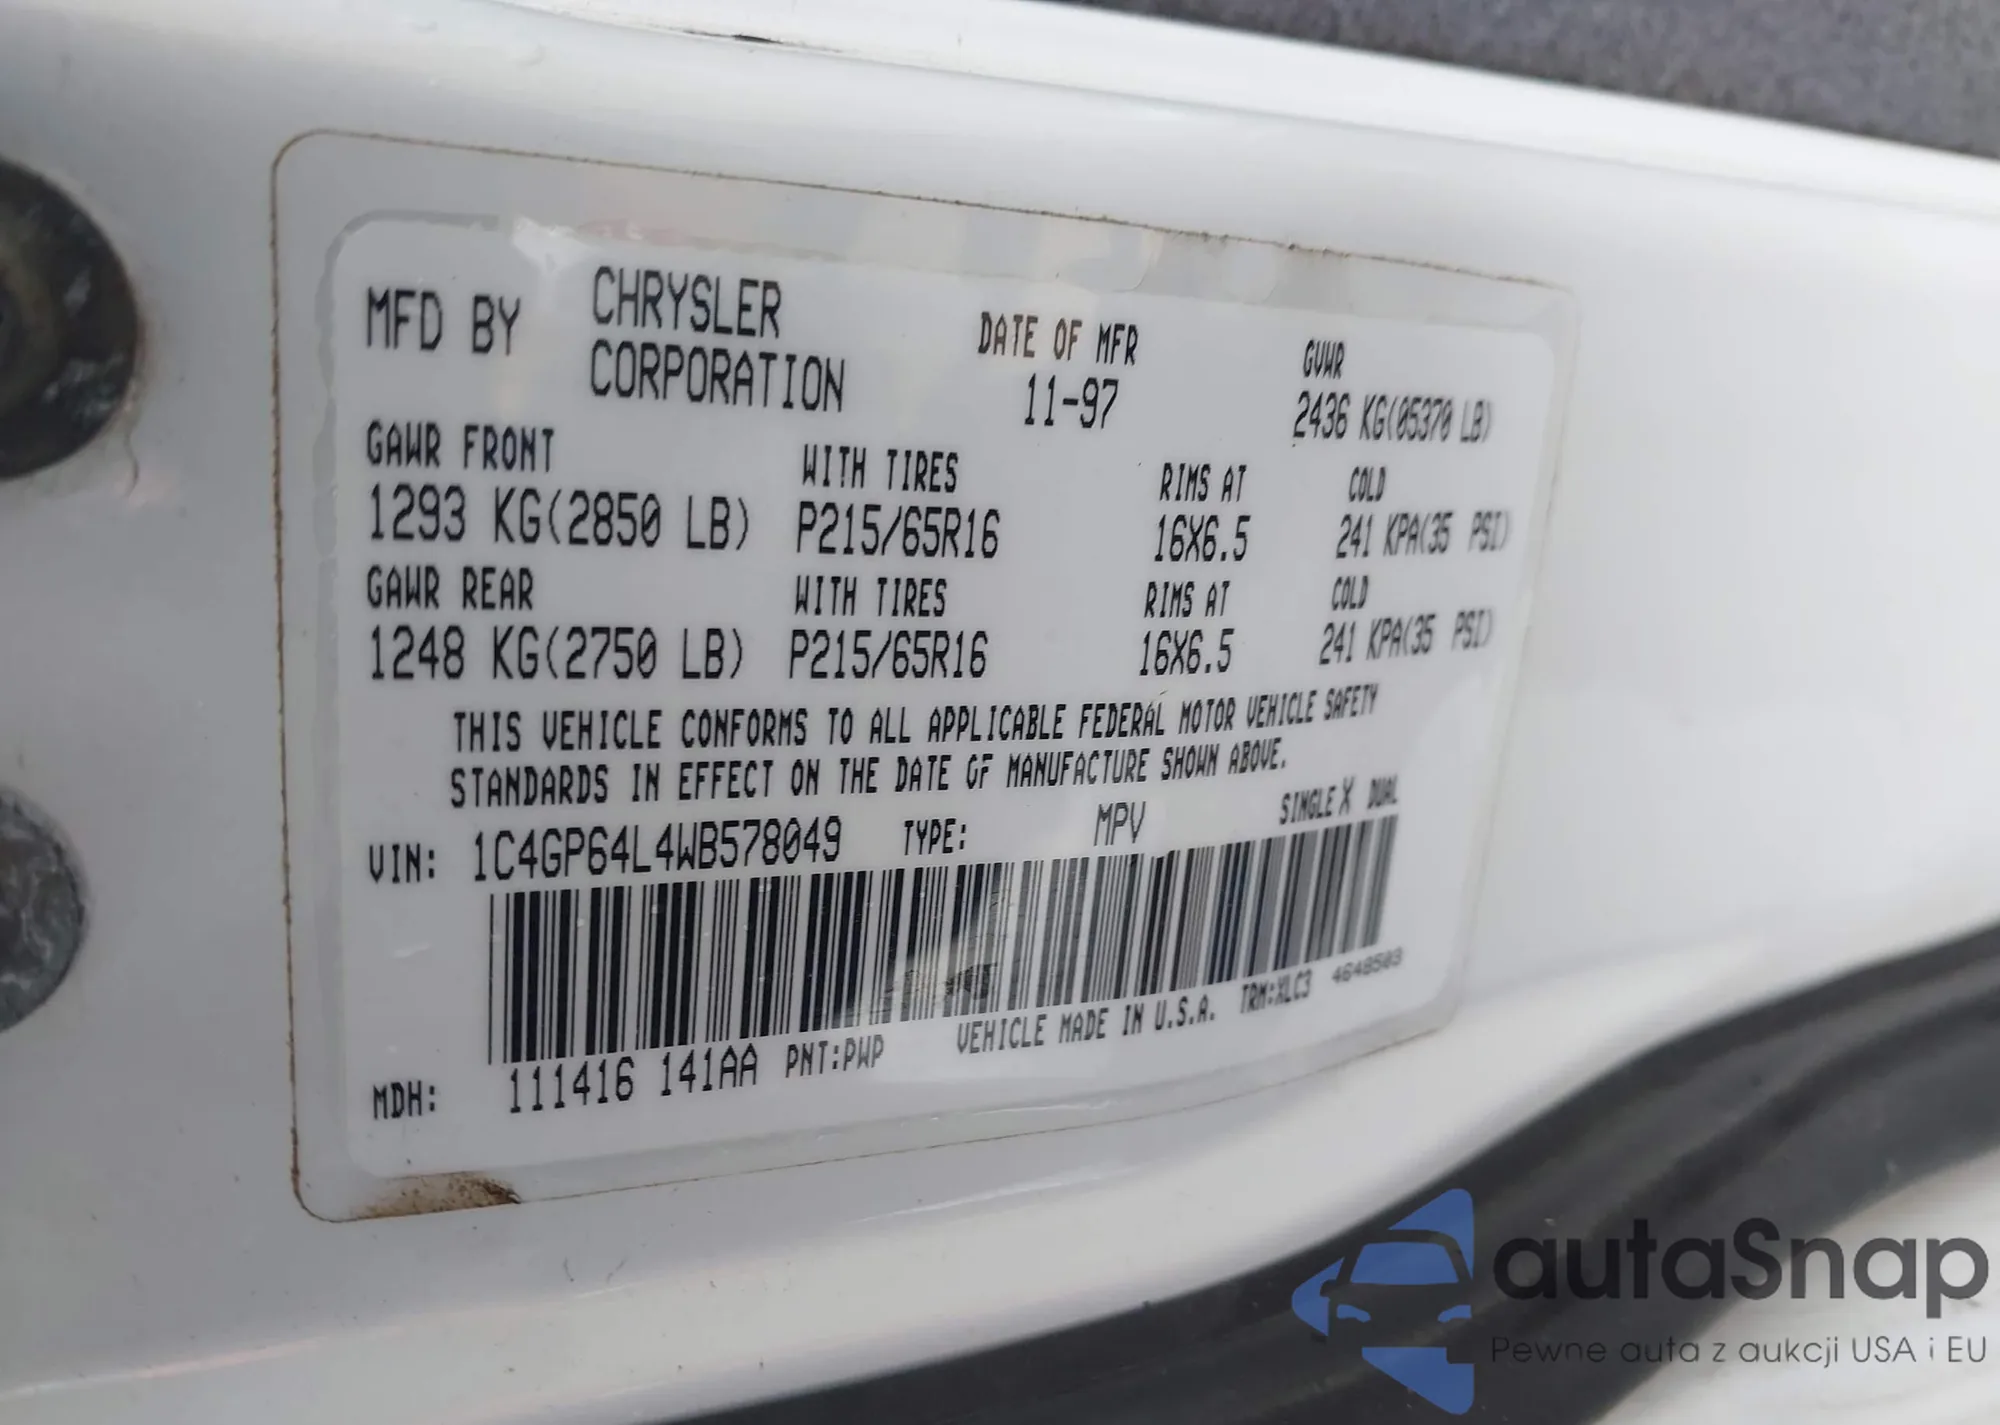 MFD BY CHRYSLER CORPORATION DATE OF MFR 11-97 GVWR 2436 KG(05370 LB)
GAWR FRONT WITH TIRES RIMS AT COLD
1293 KG(2850 LB) P215/65R16 16X6.5 241 KPA(35 PSI)
GAWR REAR WITH TIRES RIMS AT COLD
1248 KG(2750 LB) P215/65R16 16X6.5 241 KPA(35 PSI)
THIS VEHICLE CONFORMS TO ALL APPLICABLE FEDERAL MOTOR VEHICLE SAFETY
STANDARDS IN EFFECT ON THE DATE OF MANUFACTURE SHOWN ABOVE.
VIN: 1C4GP64L4WB578049 TYPE: MPV SINGLE X DUAL
MDH: 111416 141AA PNT:PWP VEHICLE MADE IN U.S.A. TRM:XLC3 4648503
autaSnap
Pewne auta z aukcji USA i EU